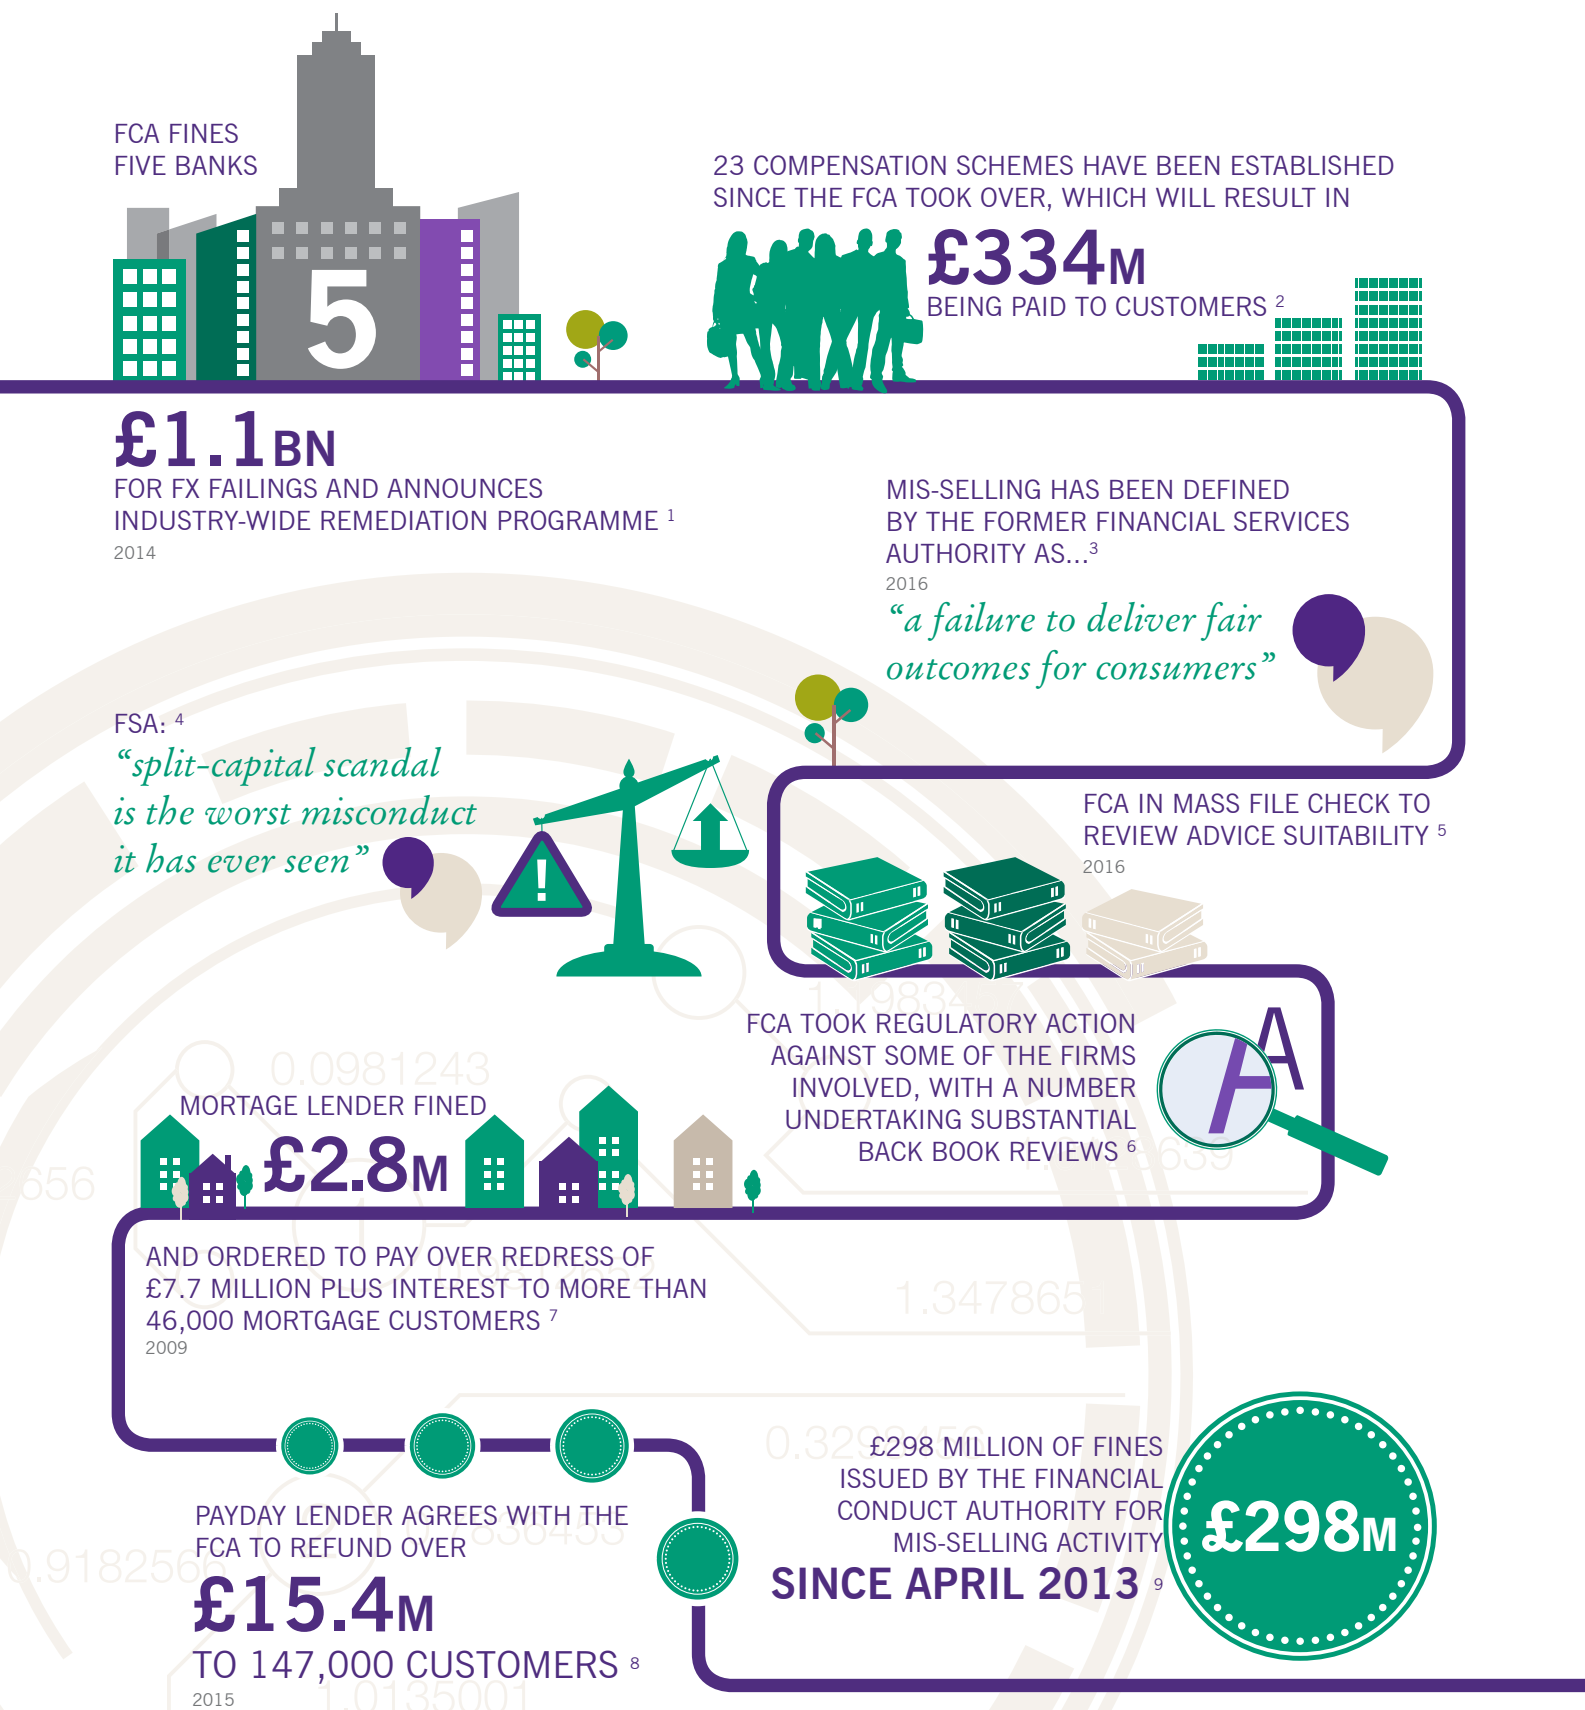 FCA FINES
FIVE BANKS
5
£1.1BN
FOR FX FAILINGS AND ANNOUNCES
INDUSTRY-WIDE REMEDIATION PROGRAMME 1
2014
23 COMPENSATION SCHEMES HAVE BEEN ESTABLISHED
SINCE THE FCA TOOK OVER, WHICH WILL RESULT IN
£334M
BEING PAID TO CUSTOMERS 2
MIS-SELLING HAS BEEN DEFINED
BY THE FORMER FINANCIAL SERVICES
AUTHORITY AS...3
2016
“a failure to deliver fair
outcomes for consumers”
FSA: 4
“split-capital scandal
is the worst misconduct
it has ever seen”
!
FCA IN MASS FILE CHECK TO
REVIEW ADVICE SUITABILITY 5
2016
FCA TOOK REGULATORY ACTION
AGAINST SOME OF THE FIRMS
INVOLVED, WITH A NUMBER
UNDERTAKING SUBSTANTIAL
BACK BOOK REVIEWS 6
A
0.0981243
656
MORTAGE LENDER FINED
£2.8M
AND ORDERED TO PAY OVER REDRESS OF
£7.7 MILLION PLUS INTEREST TO MORE THAN
46,000 MORTGAGE CUSTOMERS 7
2009
PAYDAY LENDER AGREES WITH THE
FCA TO REFUND OVER
£15.4M
TO 147,000 CUSTOMERS 8
2015
1.0135001
£298 MILLION OF FINES
ISSUED BY THE FINANCIAL
CONDUCT AUTHORITY FOR
MIS-SELLING ACTIVITY
SINCE APRIL 2013 9
£298M